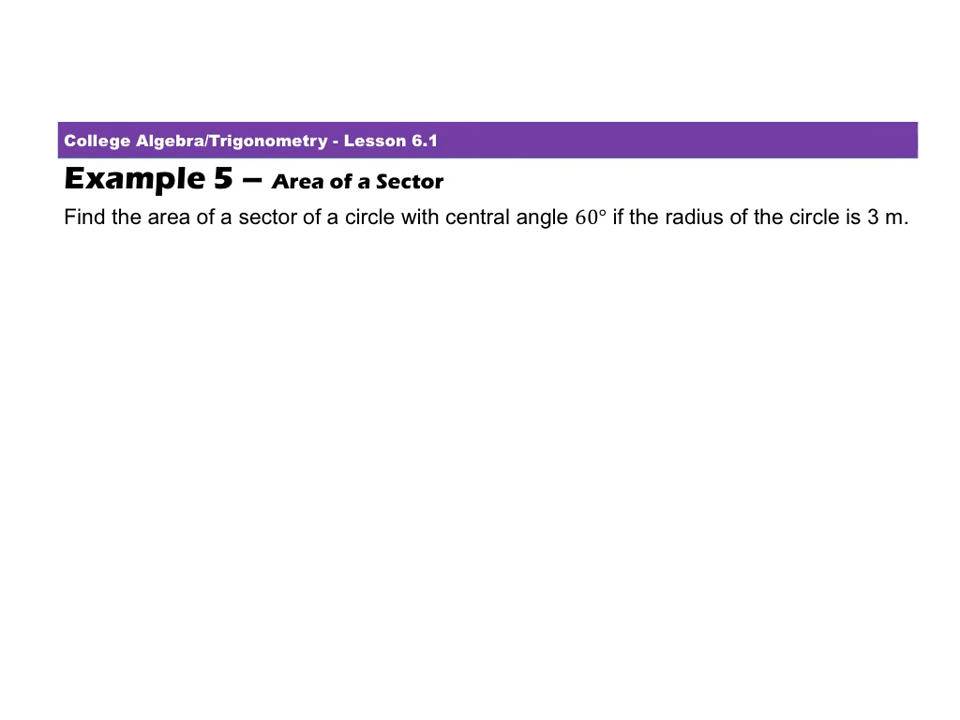 College Algebra/Trigonometry - Lesson 6.1
Example 5 – Area of a Sector
Find the area of a sector of a circle with central angle 60° if the radius of the circle is 3 m.